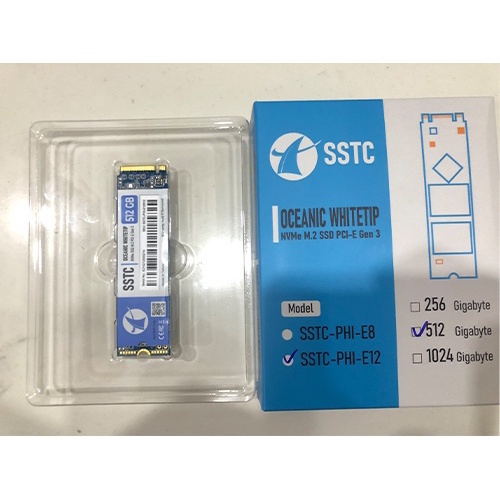 512 GB
OCEANIC WHITETIP
SSTC
SSTC
OCEANIC WHITETIP
NVMe M.2 SSD PCI-E Gen 3
Model
SSTC-PHI-E8
SSTC-PHI-E12
256 Gigabyte
512 Gigabyte
1024 Gigabyte